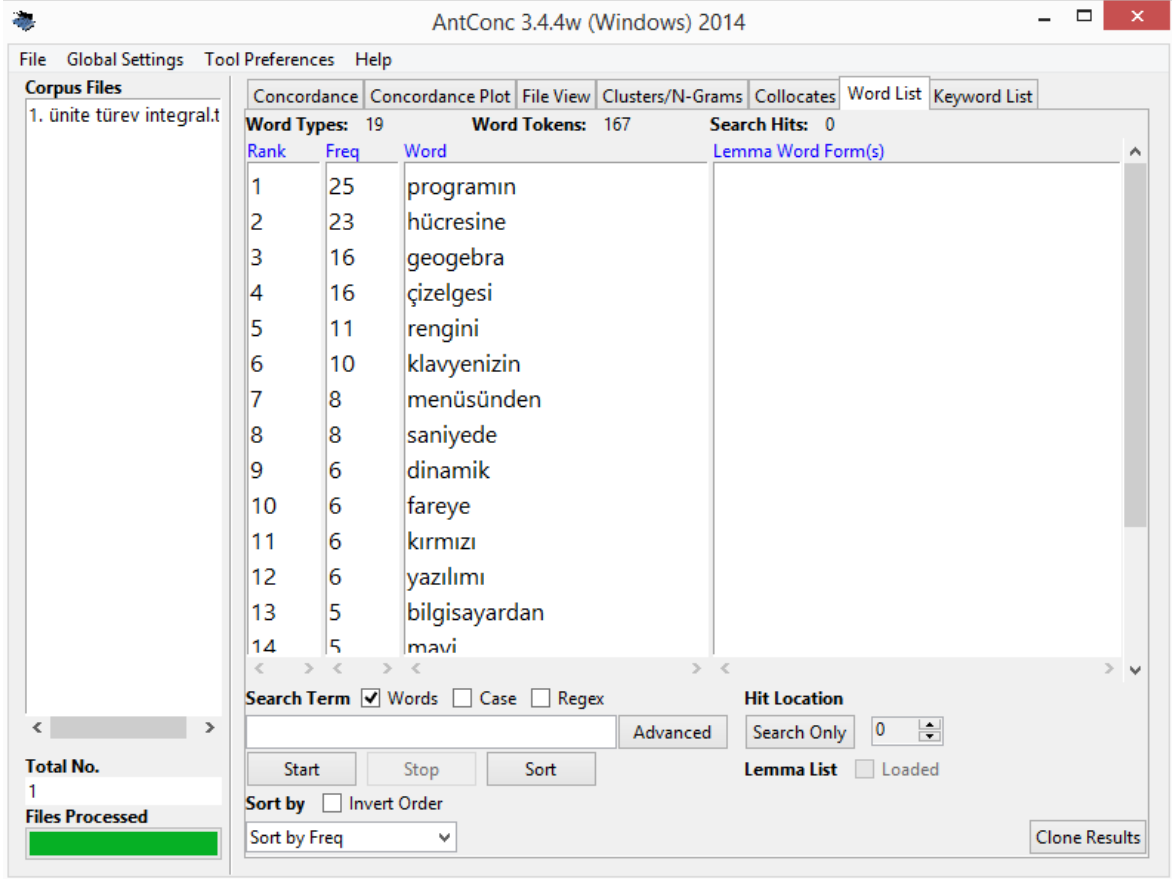 AntConc 3.4.4w (Windows) 2014
File Global Settings Tool Preferences Help
Corpus Files
1. ünite türev integral.t
Total No.
1
Files Processed
Concordance Concordance Plot File View Clusters/N-Grams Collocates Word List Keyword List
Word Types: 19 Word Tokens: 167 Search Hits: 0
Rank Freq Word Lemma Word Form(s)
1 25 programın
2 23 hücresine
3 16 geogebra
4 16 çizelgesi
5 11 rengini
6 10 klavyenizin
7 8 menüsünden
8 8 saniyede
9 6 dinamik
10 6 fareye
11 6 kırmızı
12 6 yazılımı
13 5 bilgisayardan
14 5 mavi
Search Term Words Case Regex Hit Location
Advanced Search Only 0
Start Stop Sort Lemma List Loaded
Sort by Invert Order
Sort by Freq Clone Results